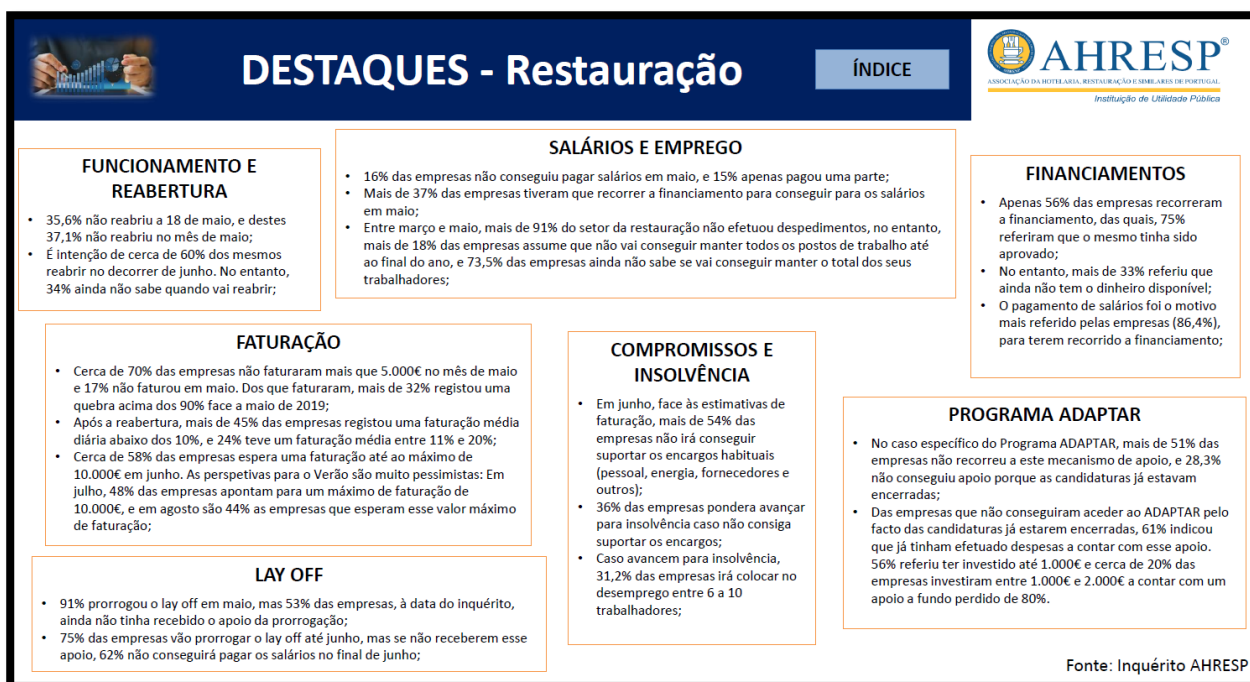 DESTAQUES - Restauração
ÍNDICE
AHRESP®
ASSOCIAÇÃO DA HOTELARIA, RESTAURAÇÃO E SIMILARES DE PORTUGAL
Instituição de Utilidade Pública
FUNCIONAMENTO E
REABERTURA
• 35,6% não reabriu a 18 de maio, e destes
37,1% não reabriu no mês de maio;
• É intenção de cerca de 60% dos mesmos
reabrir no decorrer de junho. No entanto,
34% ainda não sabe quando vai reabrir;
SALÁRIOS E EMPREGO
• 16% das empresas não conseguiu pagar salários em maio, e 15% apenas pagou uma parte;
• Mais de 37% das empresas tiveram que recorrer a financiamento para conseguir para os salários
em maio;
• Entre março e maio, mais de 91% do setor da restauração não efetuou despedimentos, no entanto,
mais de 18% das empresas assume que não vai conseguir manter todos os postos de trabalho até
ao final do ano, e 73,5% das empresas ainda não sabe se vai conseguir manter o total dos seus
trabalhadores;
FINANCIAMENTOS
• Apenas 56% das empresas recorreram
a financiamento, das quais, 75%
referiram que o mesmo tinha sido
aprovado;
• No entanto, mais de 33% referiu que
ainda não tem o dinheiro disponível;
• O pagamento de salários foi o motivo
mais referido pelas empresas (86,4%),
para terem recorrido a financiamento;
FATURAÇÃO
• Cerca de 70% das empresas não faturaram mais que 5.000€ no mês de maio
e 17% não faturou em maio. Dos que faturaram, mais de 32% registou uma
quebra acima dos 90% face a maio de 2019;
• Após a reabertura, mais de 45% das empresas registou uma faturação média
diária abaixo dos 10%, e 24% teve um faturação média entre 11% e 20%;
• Cerca de 58% das empresas espera uma faturação até ao máximo de
10.000€ em junho. As perspetivas para o Verão são muito pessimistas: Em
julho, 48% das empresas apontam para um máximo de faturação de
10.000€, e em agosto são 44% as empresas que esperam esse valor máximo
de faturação;
COMPROMISSOS E
INSOLVÊNCIA
• Em junho, face às estimativas de
faturação, mais de 54% das
empresas não irá conseguir
suportar os encargos habituais
(pessoal, energia, fornecedores e
outros);
• 36% das empresas pondera avançar
para insolvência caso não consiga
suportar os encargos;
• Caso avancem para insolvência,
31,2% das empresas irá colocar no
desemprego entre 6 a 10
trabalhadores;
PROGRAMA ADAPTAR
• No caso específico do Programa ADAPTAR, mais de 51% das
empresas não recorreu a este mecanismo de apoio, e 28,3%
não conseguiu apoio porque as candidaturas já estavam
encerradas;
• Das empresas que não conseguiram aceder ao ADAPTAR pelo
facto das candidaturas já estarem encerradas, 61% indicou
que já tinham efetuado despesas a contar com esse apoio.
56% referiu ter investido até 1.000€ e cerca de 20% das
empresas investiram entre 1.000€ e 2.000€ a contar com um
apoio a fundo perdido de 80%.
LAY OFF
• 91% prorrogou o lay off em maio, mas 53% das empresas, à data do inquérito,
ainda não tinha recebido o apoio da prorrogação;
• 75% das empresas vão prorrogar o lay off até junho, mas se não receberem esse
apoio, 62% não conseguirá pagar os salários no final de junho;
Fonte: Inquérito AHRESP